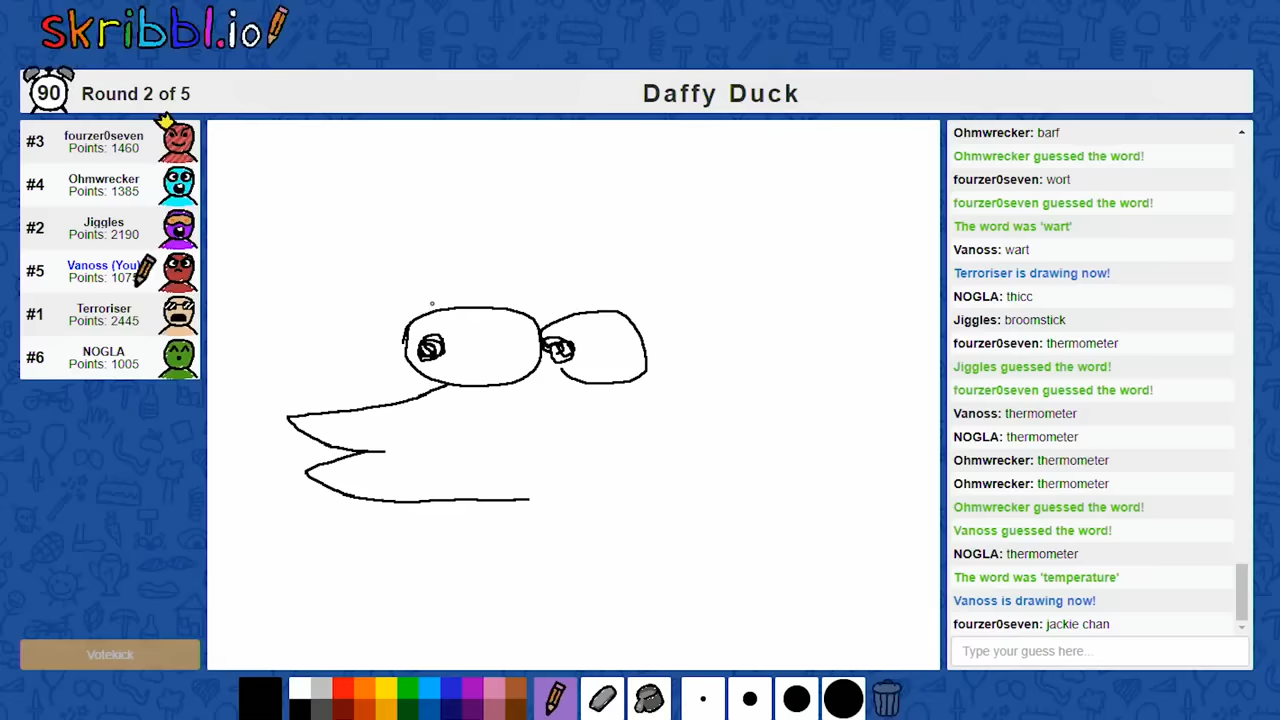 skribbl.io
90
Round 2 of 5
Daffy Duck
#3
fourzer0seven
Points: 1460
#4
Ohmwrecker
Points: 1385
#2
Jiggles
Points: 2190
#5
Vanoss (You)
Points: 107
#1
Terroriser
Points: 2445
#6
NOGLA
Points: 1005
Votekick
Ohmwrecker: barf
Ohmwrecker guessed the word!
fourzer0seven: wort
fourzer0seven guessed the word!
The word was 'wart'
Vanoss: wart
Terroriser is drawing now!
NOGLA: thicc
Jiggles: broomstick
fourzer0seven: thermometer
Jiggles guessed the word!
fourzer0seven guessed the word!
Vanoss: thermometer
NOGLA: thermometer
Ohmwrecker: thermometer
Ohmwrecker: thermometer
Ohmwrecker guessed the word!
Vanoss guessed the word!
NOGLA: thermometer
The word was 'temperature'
Vanoss is drawing now!
fourzer0seven: jackie chan
Type your guess here...